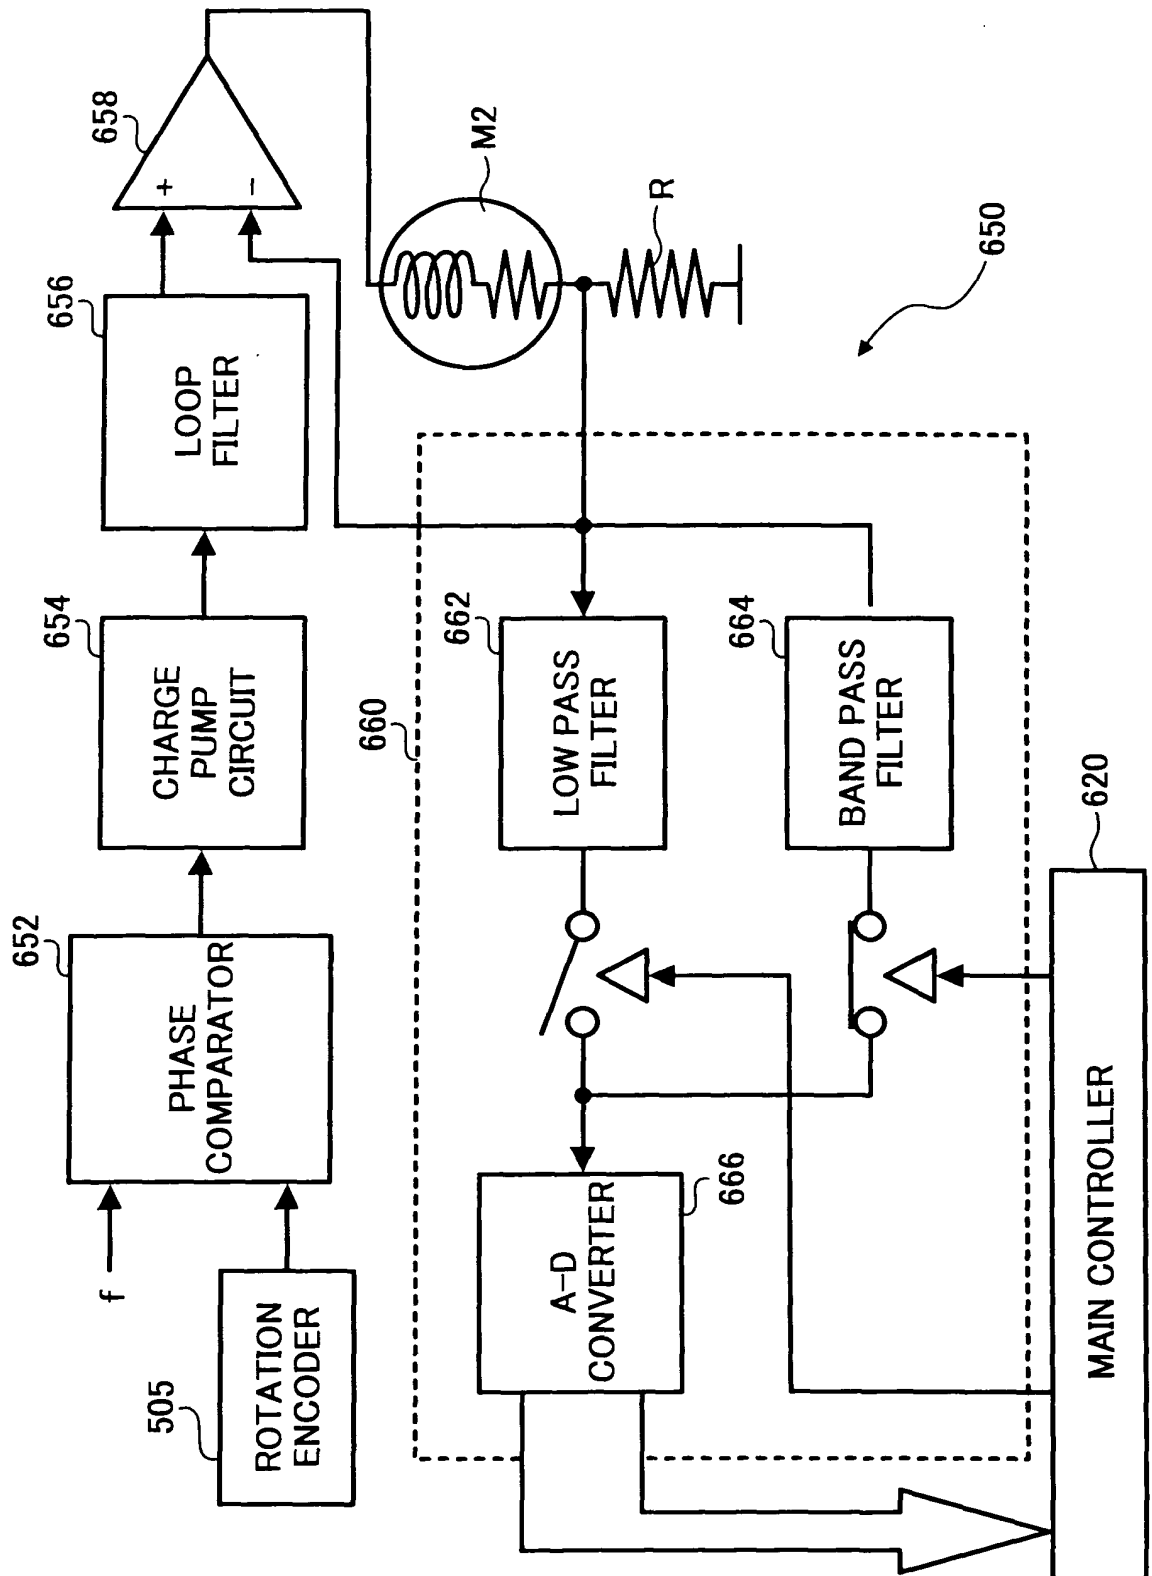 f
505
ROTATION
ENCODER
652
PHASE
COMPARATOR
654
CHARGE
PUMP
CIRCUIT
656
LOOP
FILTER
658
+
−
M2
R
650
660
662
LOW PASS
FILTER
664
BAND PASS
FILTER
666
A-D
CONVERTER
620
MAIN CONTROLLER